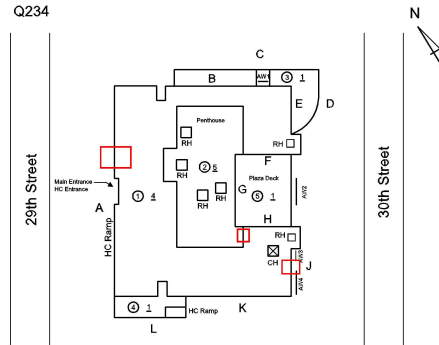 Q234
N
C
B
AW1
3 1
E
D
Penthouse
RH
RH
F
29th Street
Main Entrance
HC Entrance
RH
2 5
Plaza Deck
A
1 4
G
RH
RH
5 1
AW2
30th Street
HC Ramp
H
RH
CH
AW3
J
AW4
4 1
HC Ramp
K
L